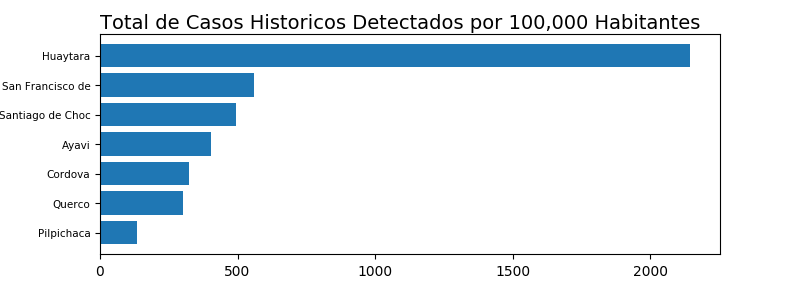 Total de Casos Historicos Detectados por 100,000 Habitantes
Huaytara
San Francisco de
Santiago de Choc
Ayavi
Cordova
Querco
Pilpichaca
0 500 1000 1500 2000